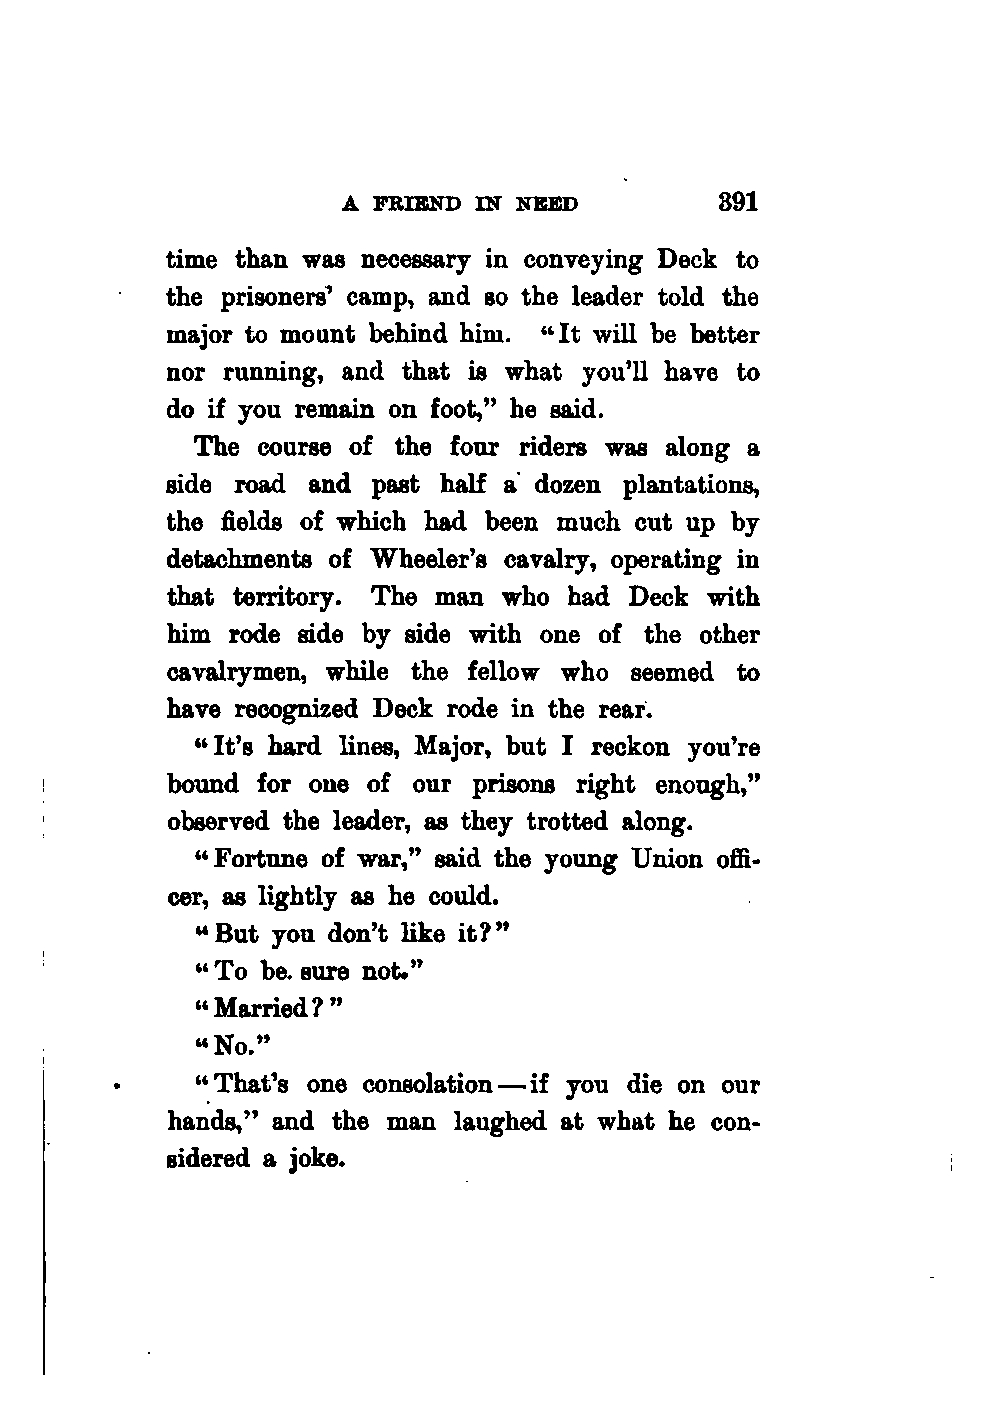 A FRIEND IN NEED 391
time than was necessary in conveying Deck to
the prisoners' camp, and so the leader told the
major to mount behind him. "It will be better
nor running, and that is what you'll have to
do if you remain on foot," he said.
The course of the four riders was along a
side road and past half a dozen plantations,
the fields of which had been much cut up by
detachments of Wheeler's cavalry, operating in
that territory. The man who had Deck with
him rode side by side with one of the other
cavalrymen, while the fellow who seemed to
have recognized Deck rode in the rear.
"It's hard lines, Major, but I reckon you're
bound for one of our prisons right enough,"
observed the leader, as they trotted along.
"Fortune of war," said the young Union offi-
cer, as lightly as he could.
"But you don't like it?"
"To be. sure not."
"Married?"
"No."
"That's one consolation—if you die on our
hands," and the man laughed at what he con-
sidered a joke.